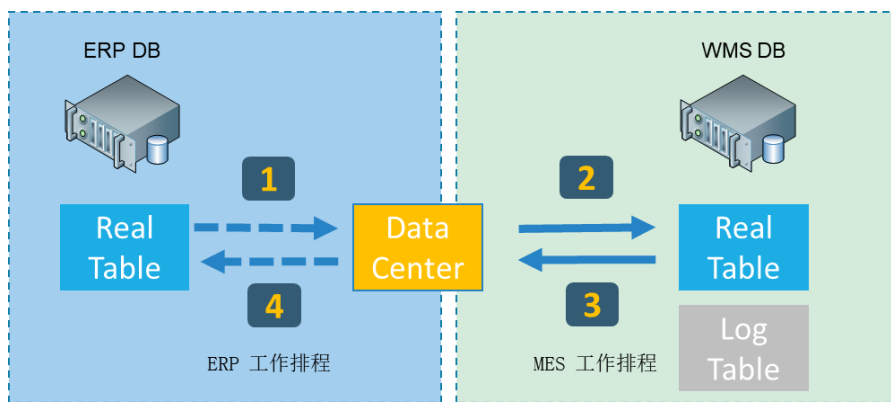 ERP DB
WMS DB
1
2
Real
Table
Data
Center
Real
Table
4
3
ERP 工作排程
MES 工作排程
Log
Table